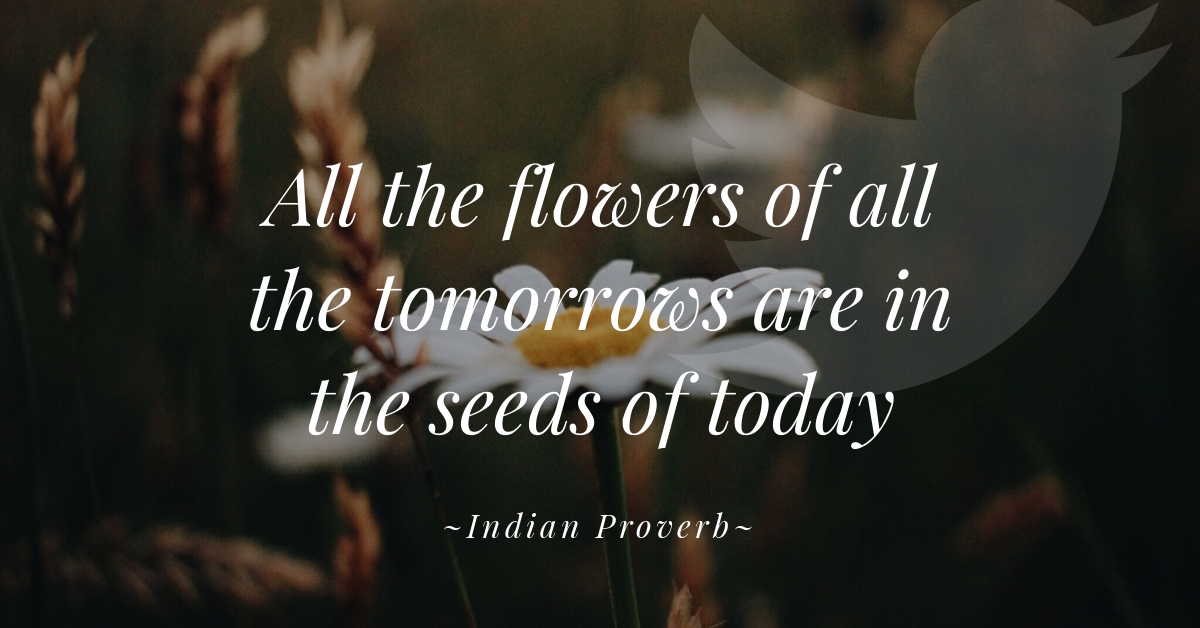 All the flowers of all
the tomorrows are in
the seeds of today
~Indian Proverb~